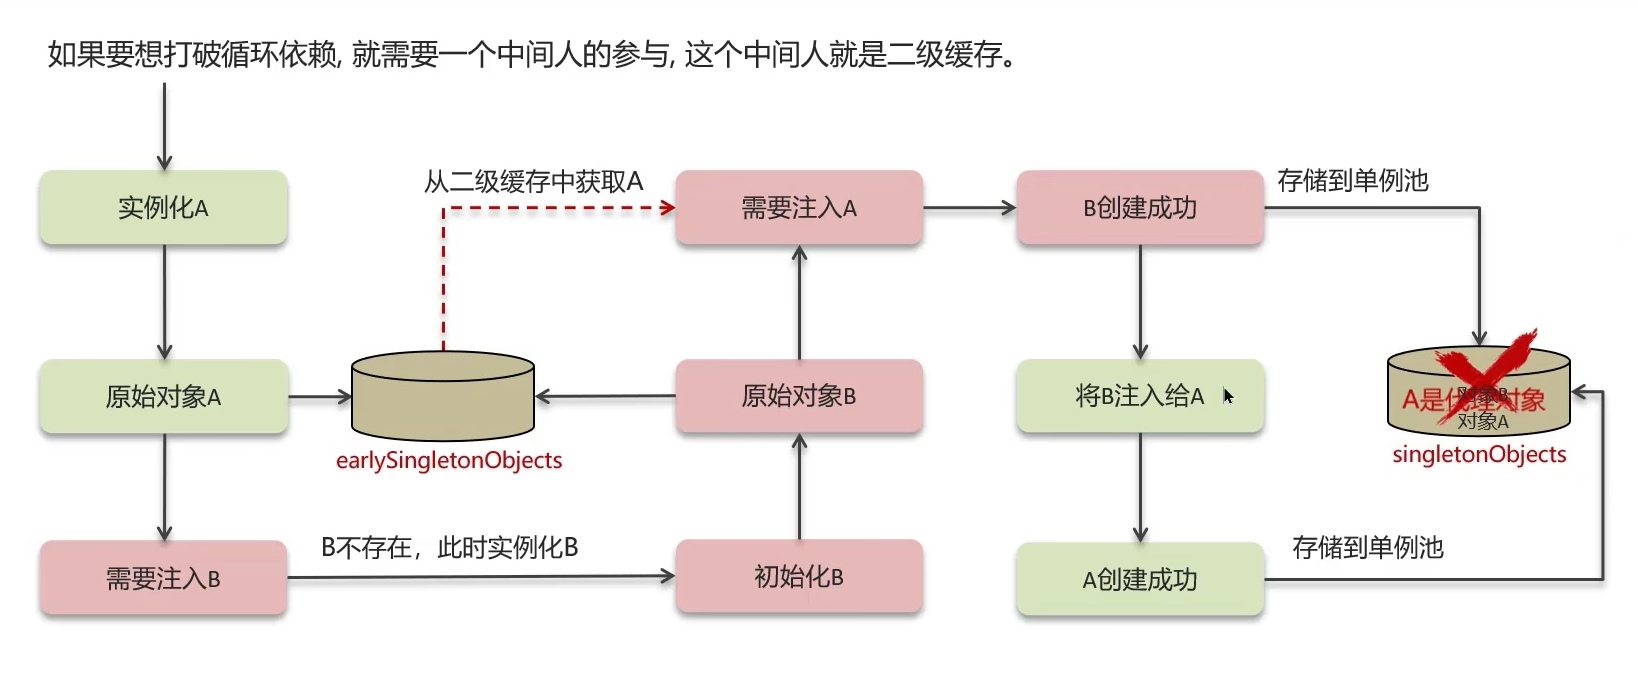 如果要想打破循环依赖, 就需要一个中间人的参与, 这个中间人就是二级缓存。
实例化A
从二级缓存中获取A
需要注入A
B创建成功
存储到单例池
原始对象A
原始对象B
将B注入给A
对象B
A是代理对象
对象A
earlySingletonObjects
singletonObjects
需要注入B
B不存在，此时实例化B
初始化B
A创建成功
存储到单例池